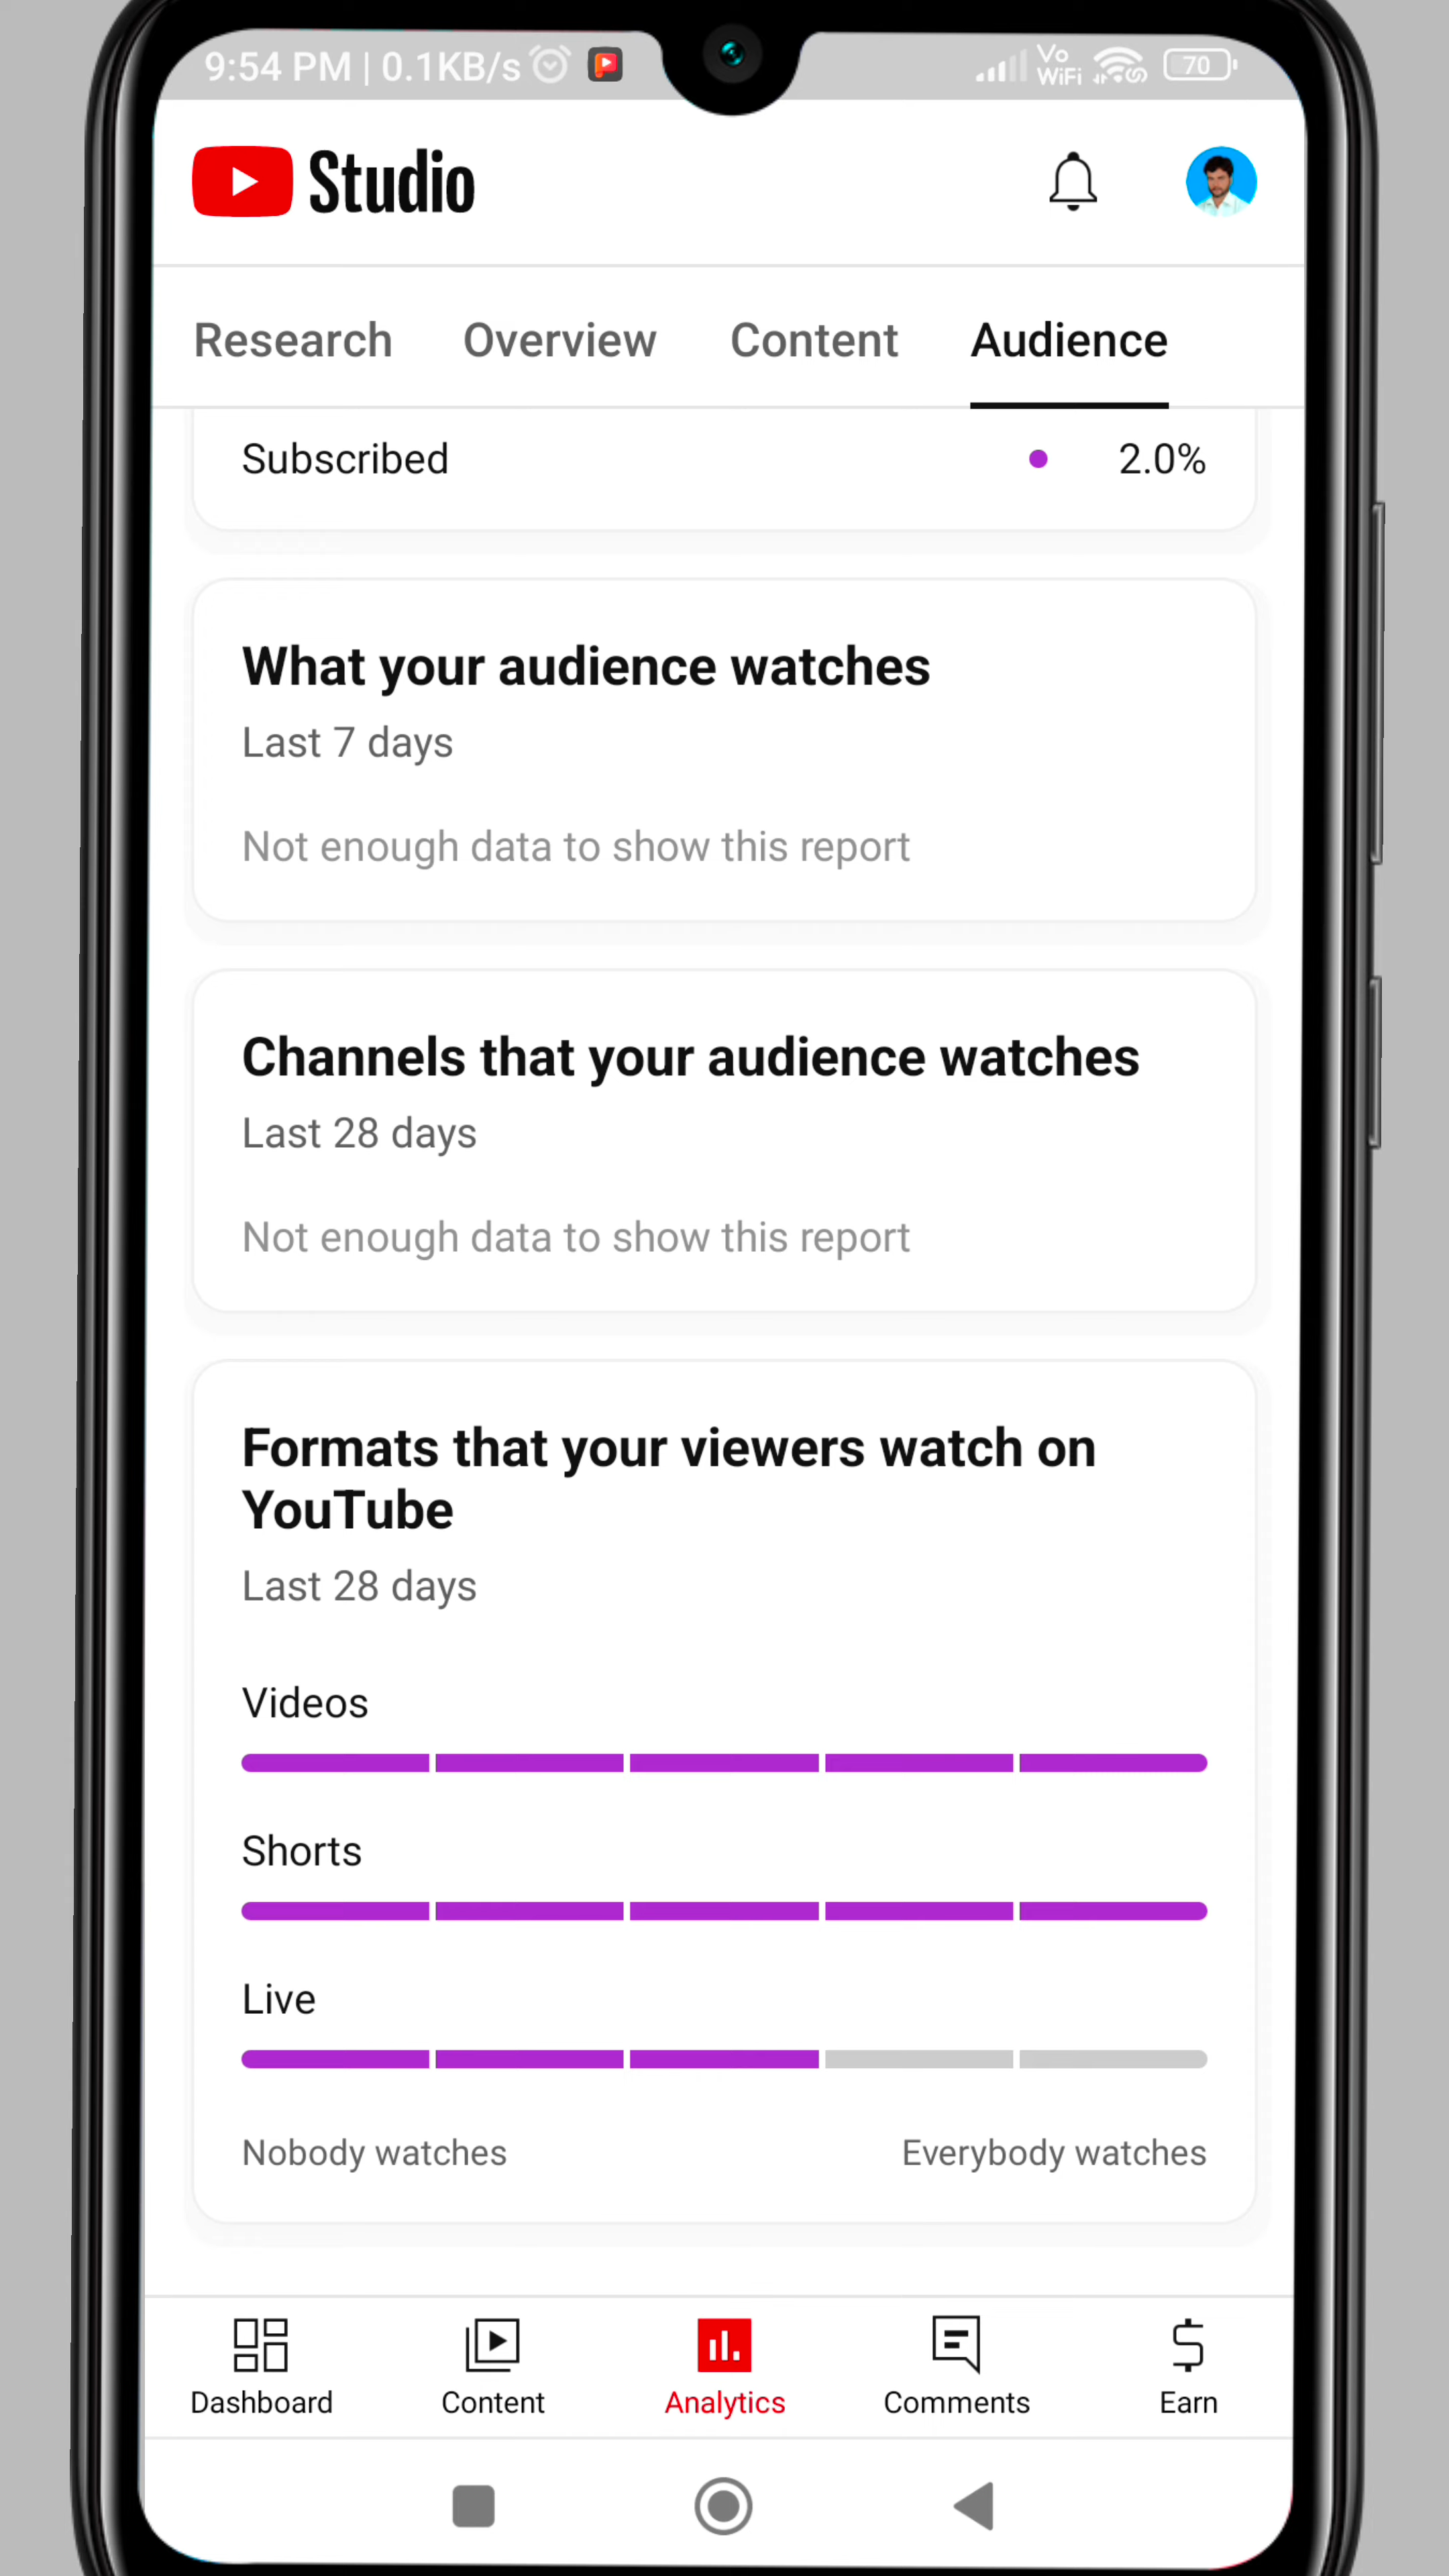 9:54 PM | 0.1KB/s
Vo
WiFi
70
Studio
Research Overview Content Audience
Subscribed 2.0%
What your audience watches
Last 7 days
Not enough data to show this report
Channels that your audience watches
Last 28 days
Not enough data to show this report
Formats that your viewers watch on
YouTube
Last 28 days
Videos
Shorts
Live
Nobody watches Everybody watches
Dashboard Content Analytics Comments Earn